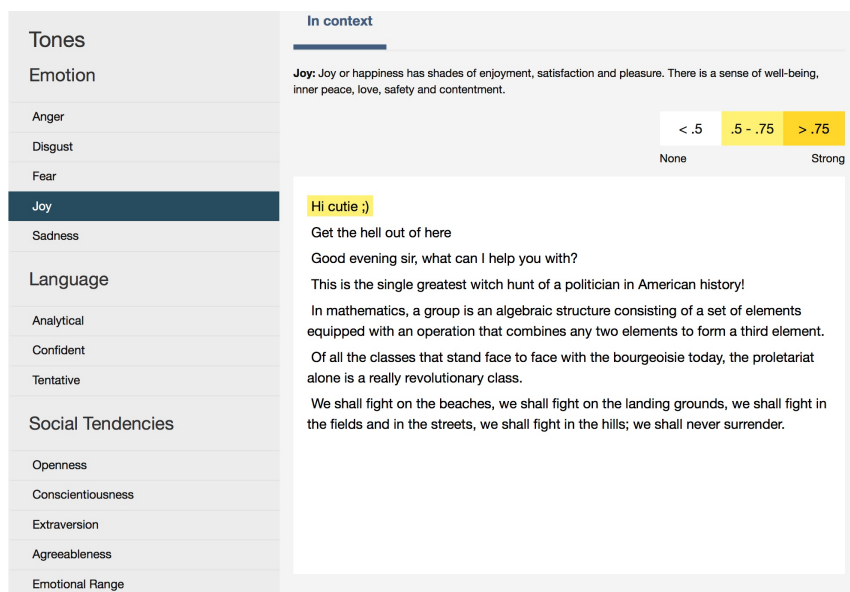 Tones
Emotion
Anger
Disgust
Fear
Joy
Sadness
Language
Analytical
Confident
Tentative
Social Tendencies
Openness
Conscientiousness
Extraversion
Agreeableness
Emotional Range
In context
Joy: Joy or happiness has shades of enjoyment, satisfaction and pleasure. There is a sense of well-being,
inner peace, love, safety and contentment.
< .5 .5 - .75 > .75
None Strong
Hi cutie ;)
Get the hell out of here
Good evening sir, what can I help you with?
This is the single greatest witch hunt of a politician in American history!
In mathematics, a group is an algebraic structure consisting of a set of elements
equipped with an operation that combines any two elements to form a third element.
Of all the classes that stand face to face with the bourgeoisie today, the proletariat
alone is a really revolutionary class.
We shall fight on the beaches, we shall fight on the landing grounds, we shall fight in
the fields and in the streets, we shall fight in the hills; we shall never surrender.